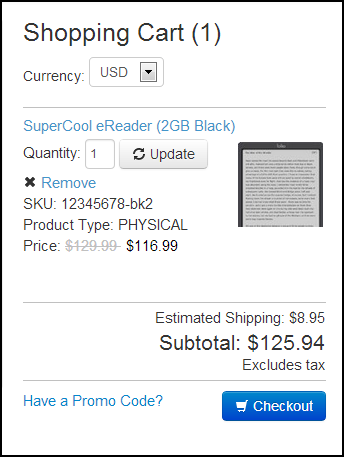 Shopping Cart (1)
Currency: USD
SuperCool eReader (2GB Black)
Quantity: 1 Update
Remove
SKU: 12345678-bk2
Product Type: PHYSICAL
Price: $129.99 $116.99
Estimated Shipping: $8.95
Subtotal: $125.94
Excludes tax
Have a Promo Code? Checkout